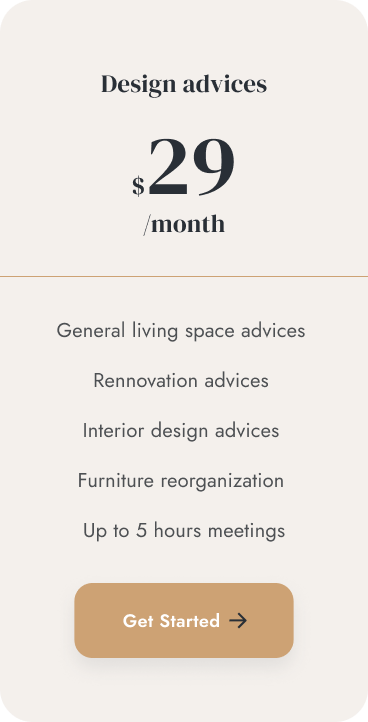 Design advices
$29
/month
General living space advices
Rennovation advices
Interior design advices
Furniture reorganization
Up to 5 hours meetings
Get Started →